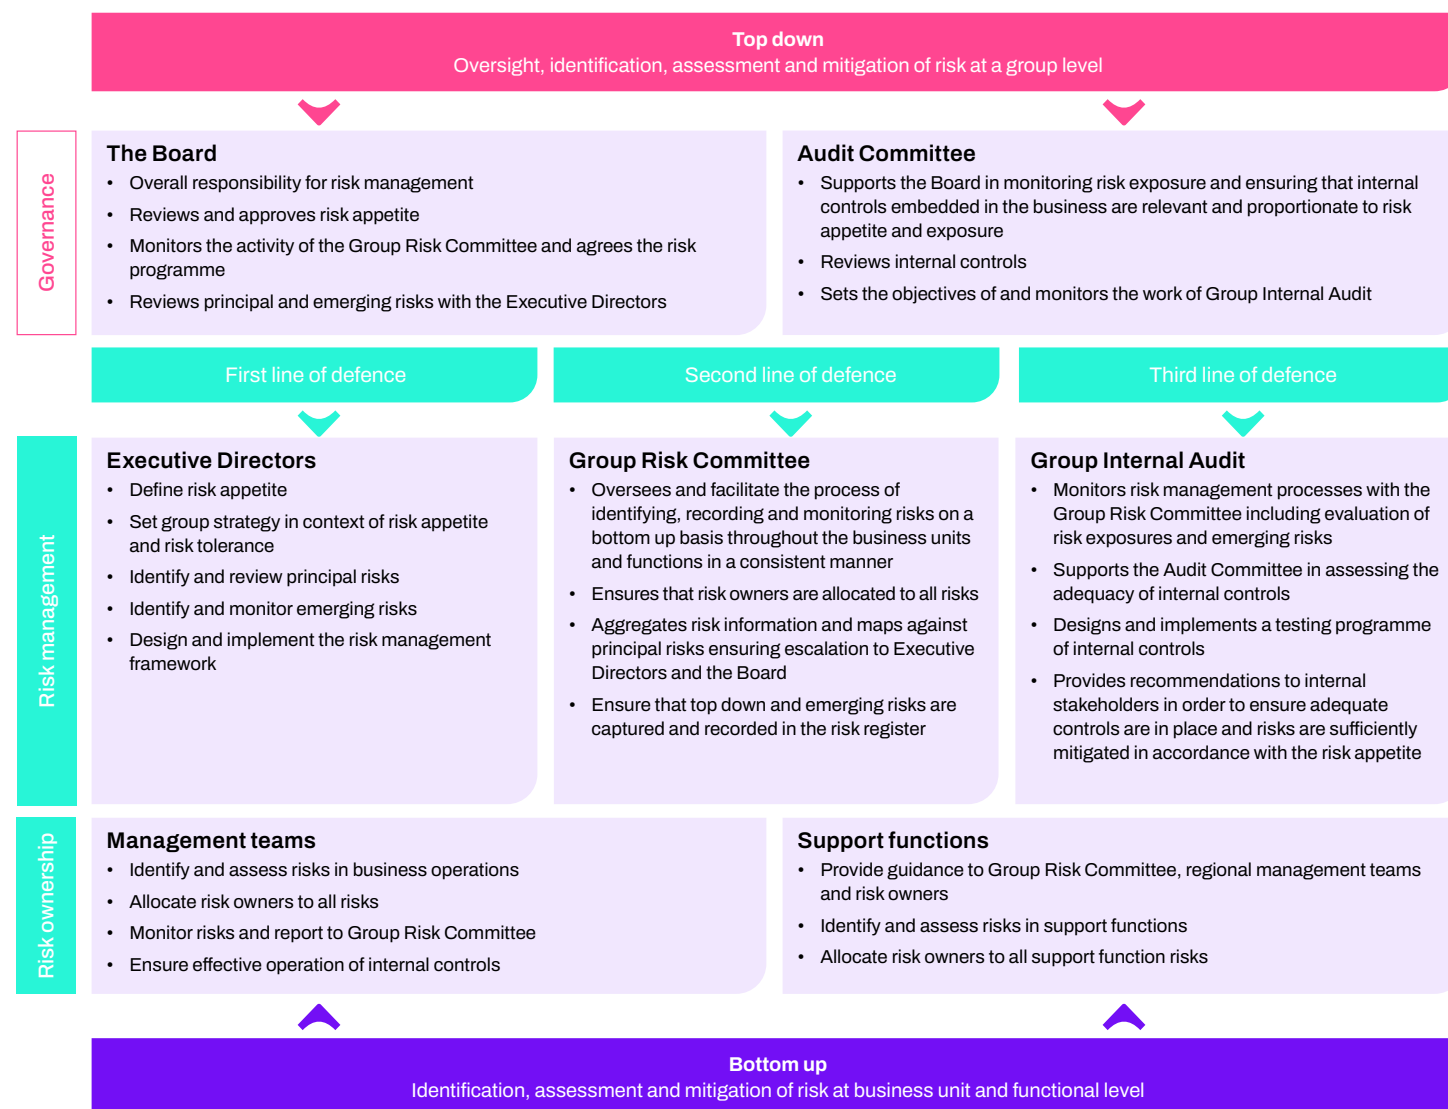 Top down
Oversight, identification, assessment and mitigation of risk at a group level
Governance
The Board
• Overall responsibility for risk management
• Reviews and approves risk appetite
• Monitors the activity of the Group Risk Committee and agrees the risk
programme
• Reviews principal and emerging risks with the Executive Directors
Audit Committee
• Supports the Board in monitoring risk exposure and ensuring that internal
controls embedded in the business are relevant and proportionate to risk
appetite and exposure
• Reviews internal controls
• Sets the objectives of and monitors the work of Group Internal Audit
First line of defence
Second line of defence
Third line of defence
Risk management
Executive Directors
• Define risk appetite
• Set group strategy in context of risk appetite
and risk tolerance
• Identify and review principal risks
• Identify and monitor emerging risks
• Design and implement the risk management
framework
Group Risk Committee
• Oversees and facilitate the process of
identifying, recording and monitoring risks on a
bottom up basis throughout the business units
and functions in a consistent manner
• Ensures that risk owners are allocated to all risks
• Aggregates risk information and maps against
principal risks ensuring escalation to Executive
Directors and the Board
• Ensure that top down and emerging risks are
captured and recorded in the risk register
Group Internal Audit
• Monitors risk management processes with the
Group Risk Committee including evaluation of
risk exposures and emerging risks
• Supports the Audit Committee in assessing the
adequacy of internal controls
• Designs and implements a testing programme
of internal controls
• Provides recommendations to internal
stakeholders in order to ensure adequate
controls are in place and risks are sufficiently
mitigated in accordance with the risk appetite
Risk ownership
Management teams
• Identify and assess risks in business operations
• Allocate risk owners to all risks
• Monitor risks and report to Group Risk Committee
• Ensure effective operation of internal controls
Support functions
• Provide guidance to Group Risk Committee, regional management teams
and risk owners
• Identify and assess risks in support functions
• Allocate risk owners to all support function risks
Bottom up
Identification, assessment and mitigation of risk at business unit and functional level